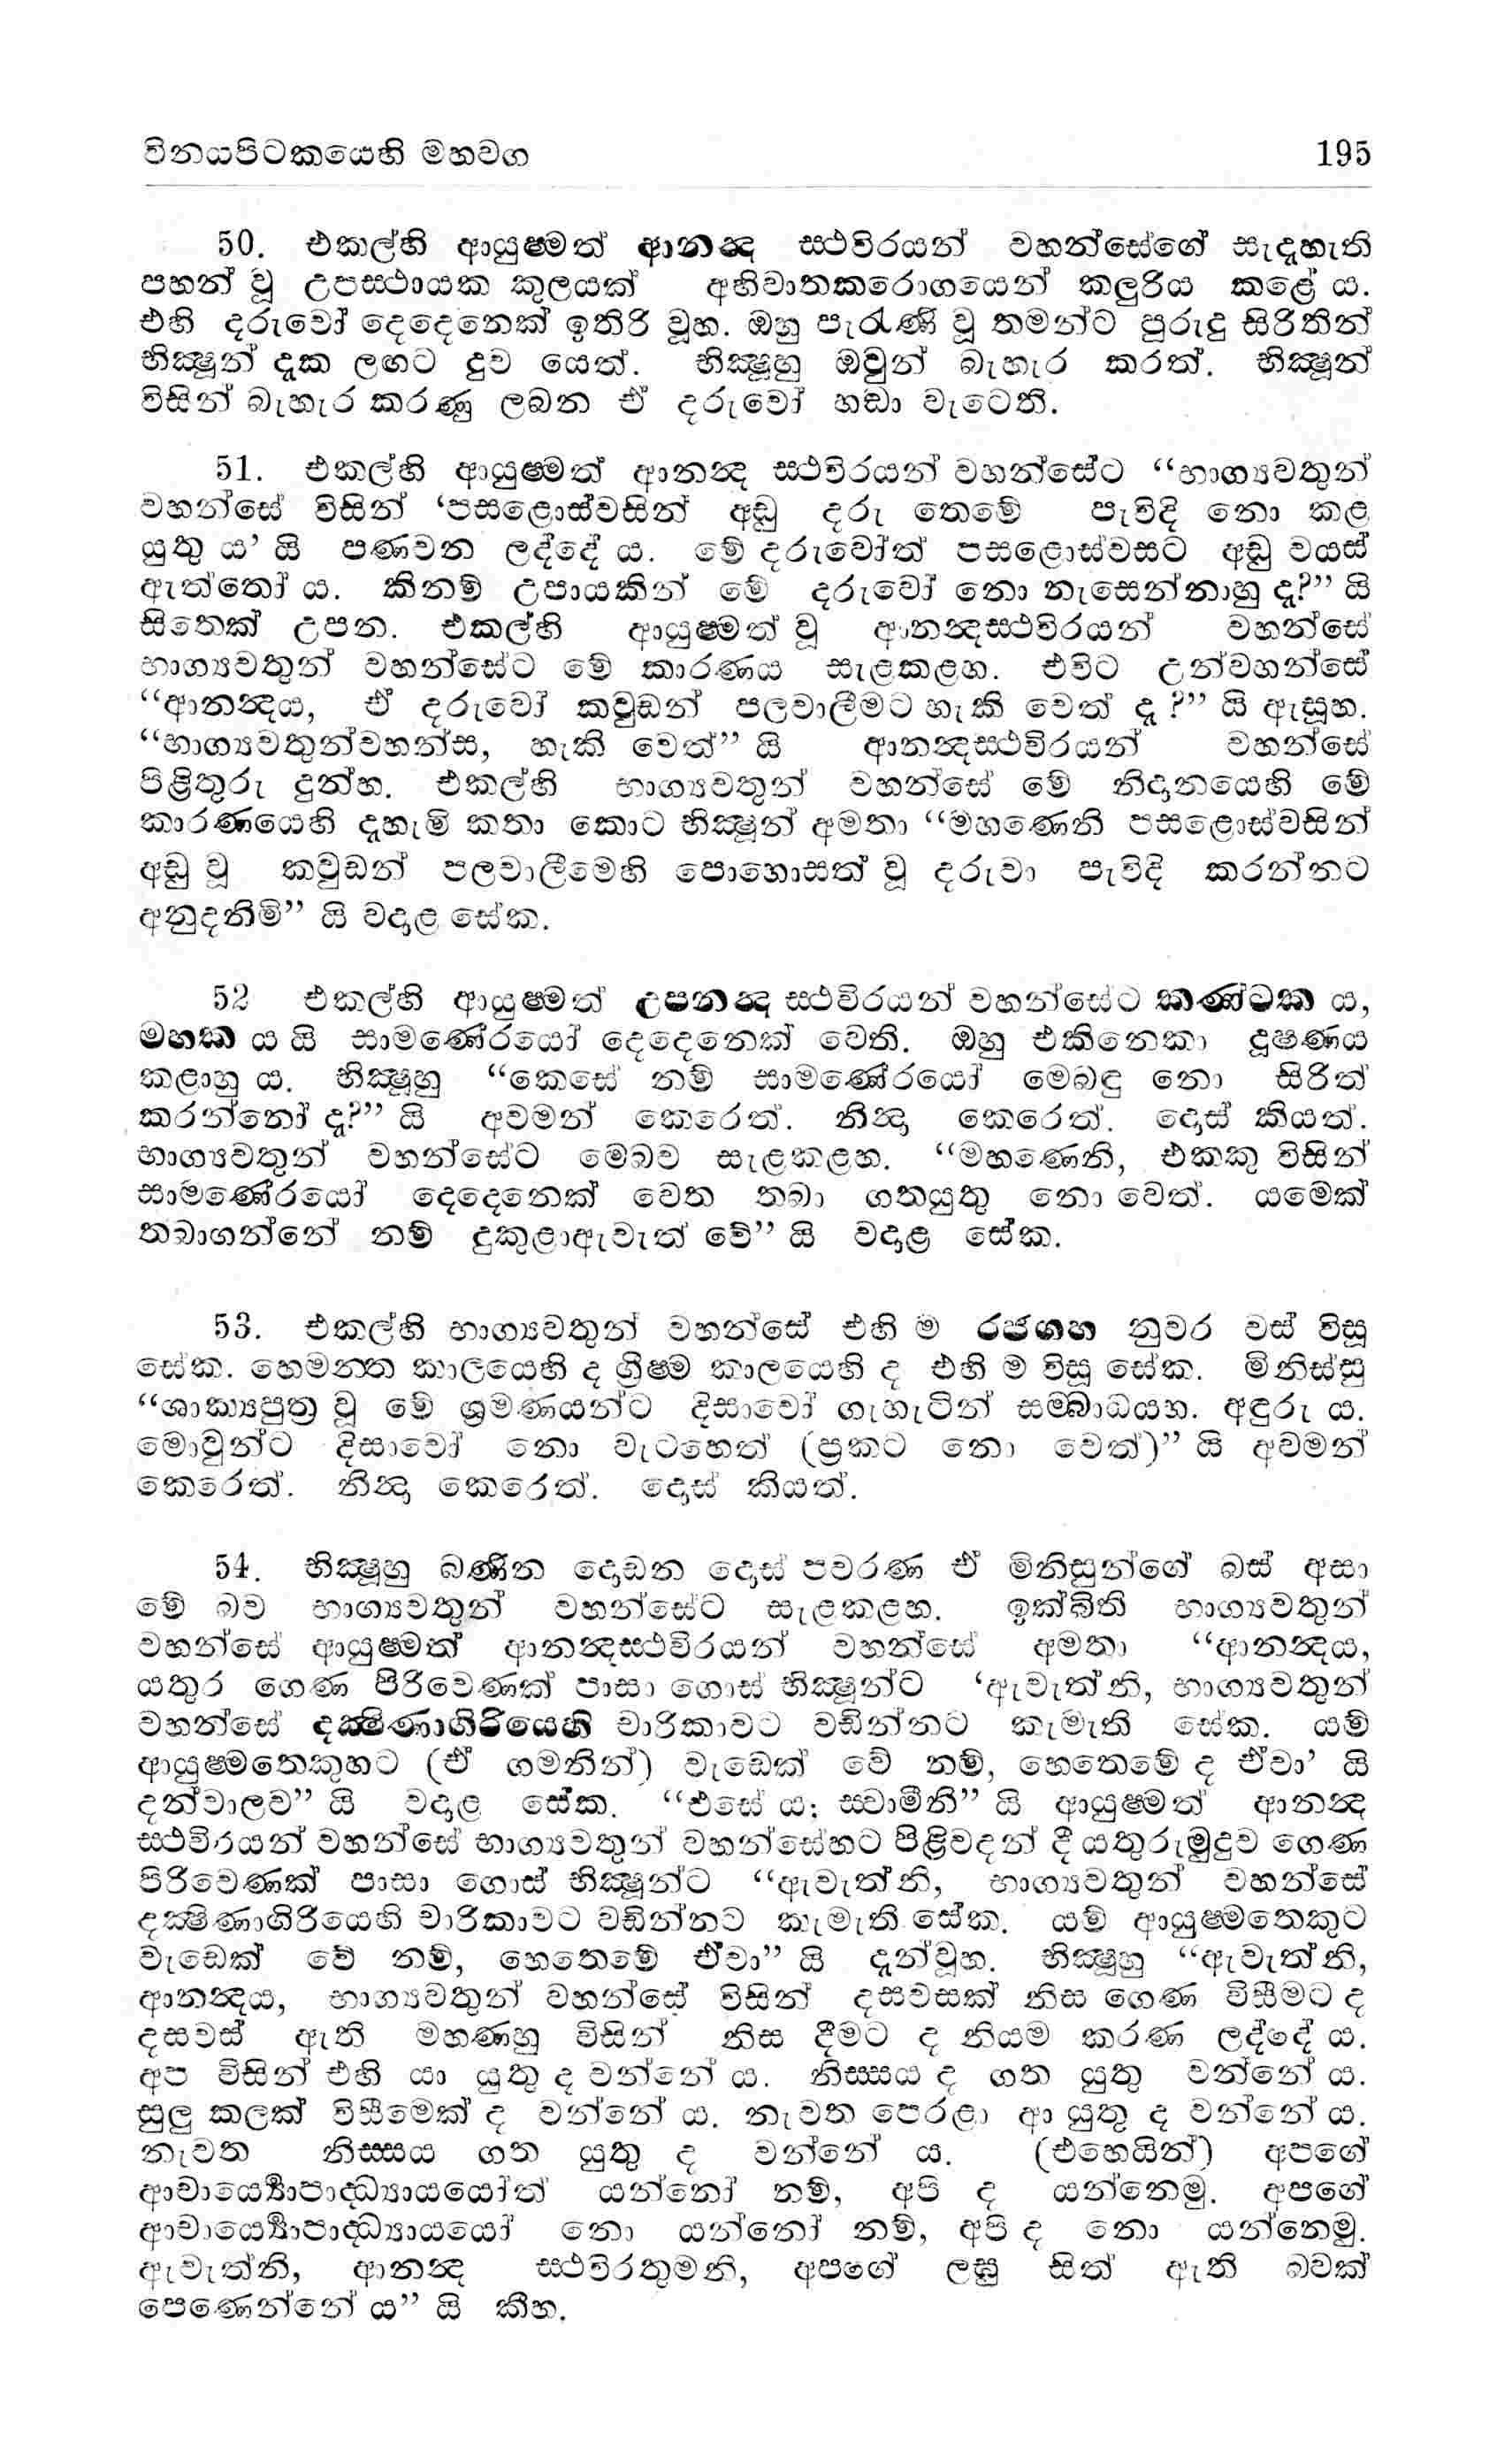 විනයපිටකයෙහි මහවග 195
50. එකල්හි ආයුෂ්මත් ආනන්‍ද ස්ථවිරයන් වහන්සේගේ සැදැහැති
පහන් වූ උපස්ථායක කුලයක් අහිවාතකරොගයෙන් කලුරිය කළේ ය.
එහි දරුවෝ දෙදෙනෙක් ඉතිරි වූහ. ඔහු පැරැණි වූ තමන්ට පුරුදු සිරිතින්
භික්‍ෂූන් දැක ලඟට දුව යෙත්. භික්‍ෂූහු ඔවුන් බැහැර කරත්. භික්‍ෂූන්
විසින් බැහැර කරණු ලබන ඒ දරුවෝ හඬා වැටෙති.
51. එකල්හි ආයුෂ්මත් ආනන්‍ද ස්ථවිරයන් වහන්සේට “භාග්‍යවතුන්
වහන්සේ විසින් ‘පසළොස්වසින් අඩු දරු තෙමේ පැවිදි නො කළ
යුතු ය’ යි පණවන ලද්දේ ය. මේ දරුවෝත් පසළොස්වසට අඩු වයස්
ඇත්තෝ ය. කිනම් උපායකින් මේ දරුවෝ නො නැසෙන්නාහු දැ?” යි
සිතෙක් උපන. එකල්හි ආයුෂ්මත් වූ ආනන්‍දස්ථවිරයන් වහන්සේ
භාග්‍යවතුන් වහන්සේට මේ කාරණය සැළකළහ. එවිට උන්වහන්සේ
“ආනන්‍දය, ඒ දරුවෝ කවුඩන් පලවාලීමට හැකි වෙත් දැ ?” යි ඇසූහ.
“භාග්‍යවතුන්වහන්ස, හැකි වෙත්” යි ආනන්‍දස්ථවිරයන් වහන්සේ
පිළිතුරු දුන්හ. එකල්හි භාග්‍යවතුන් වහන්සේ මේ නිදානයෙහි මේ
කාරණයෙහි දැහැමි කතා කොට භික්‍ෂූන් අමතා “මහණෙනි පසළොස්වසින්
අඩු වූ කවුඩන් පලවාලීමෙහි පොහොසත් වූ දරුවා පැවිදි කරන්නට
අනුදනිමි” යි වදාළ සේක.
52 එකල්හි ආයුෂ්මත් උපනන්‍ද ස්ථවිරයන් වහන්සේට කණ්ටක ය,
මහක ය යි සාමණේරයෝ දෙදෙනෙක් වෙති. ඔහු එකිනෙකා දූෂණය
කළාහු ය. භික්‍ෂූහු “කෙසේ නම් සාමණේරයෝ මෙබඳු නො සිරිත්
කරන්නෝ දැ?” යි අවමන් කෙරෙත්. නින්‍දා කෙරෙත්. දොස් කියත්.
භාග්‍යවතුන් වහන්සේට මෙබව සැළකළහ. “මහණෙනි, එකකු විසින්
සාමණේරයෝ දෙදෙනෙක් වෙත තබා ගතයුතු නො වෙත්. යමෙක්
තබාගන්නේ නම් දුකුළාඇවැත් වේ” යි වදාළ සේක.
53. එකල්හි භාග්‍යවතුන් වහන්සේ එහි ම රජගහ නුවර වස් විසූ
සේක. හෙමන්ත කාලයෙහි ද ග්‍රීෂ්ම කාලයෙහි ද එහි ම විසූ සේක. මිනිස්සු
“ශාක්‍යපුත්‍ර වූ මේ ශ්‍රමණයන්ට දිසාවෝ ගැහැටින් සම්බාධයහ. අඳුරු ය.
මොවුන්ට දිසාවෝ නො වැටහෙත් (ප්‍රකට නො වෙත්)” යි අවමන්
කෙරෙත්. නින්‍දා කෙරෙත්. දොස් කියත්.
54. භික්‍ෂූහු බණින දොඩන දොස් පවරණ ඒ මිනිසුන්ගේ බස් අසා
මේ බව භාග්‍යවතුන් වහන්සේට සැළකළහ. ඉක්බිති භාග්‍යවතුන්
වහන්සේ ආයුෂ්මත් ආනන්‍දස්ථවිරයන් වහන්සේ අමතා “ආනන්‍දය,
යතුර ගෙණ පිරිවෙණක් පාසා ගොස් භික්‍ෂූන්ට ‘ඇවැත්නි, භාග්‍යවතුන්
වහන්සේ දක්‍ෂිණාගිරියෙහි චාරිකාවට වඩින්නට කැමැති සේක. යම්
ආයුෂ්මතෙකුහට (ඒ ගමනින්) වැඩෙක් වේ නම්, හෙතෙමේ ද ඒවා’ යි
දන්වාලව” යි වදාළ සේක. “එසේ ය; ස්වාමීනි” යි ආයුෂ්මත් ආනන්‍ද
ස්ථවිරයන් වහන්සේ භාග්‍යවතුන් වහන්සේහට පිළිවදන් දී යතුරුමුදුව ගෙණ
පිරිවෙණක් පාසා ගොස් භික්‍ෂූන්ට “ඇවැත්නි, භාග්‍යවතුන් වහන්සේ
දක්‍ෂිණාගිරියෙහි චාරිකාවට වඩින්නට කැමැති සේක. යම් ආයුෂ්මතෙකුට
වැඩෙක් වේ නම්, හෙතෙමේ ඒවා” යි දැන්වූහ. භික්‍ෂූහු “ඇවැත්නි,
ආනන්‍දය, භාග්‍යවතුන් වහන්සේ විසින් දසවසක් නිස ගෙණ විසීමට ද
දසවස් ඇති මහණහු විසින් නිස දීමට ද නියම කරණ ලද්දේ ය.
අප විසින් එහි යා යුතු ද වන්නේ ය. නිස්සය ද ගත යුතු වන්නේ ය.
සුලු කලක් විසීමෙක් ද වන්නේ ය. නැවත පෙරළා ආ යුතු ද වන්නේ ය.
නැවත නිස්සය ගත යුතු ද වන්නේ ය. (එහෙයින්) අපගේ
ආචාර්‍ය්‍යොපාද්ධ්‍යායයෝත් යන්නෝ නම්, අපි ද යන්නෙමු. අපගේ
ආචාර්‍ය්‍යොපාද්ධ්‍යායයෝ නො යන්නෝ නම්, අපි ද නො යන්නෙමු.
ඇවැත්නි, ආනන්‍ද ස්ථවිරතුමනි, අපගේ ලඝු සිත් ඇති බවක්
පෙණෙන්නේ ය” යි කීහ.